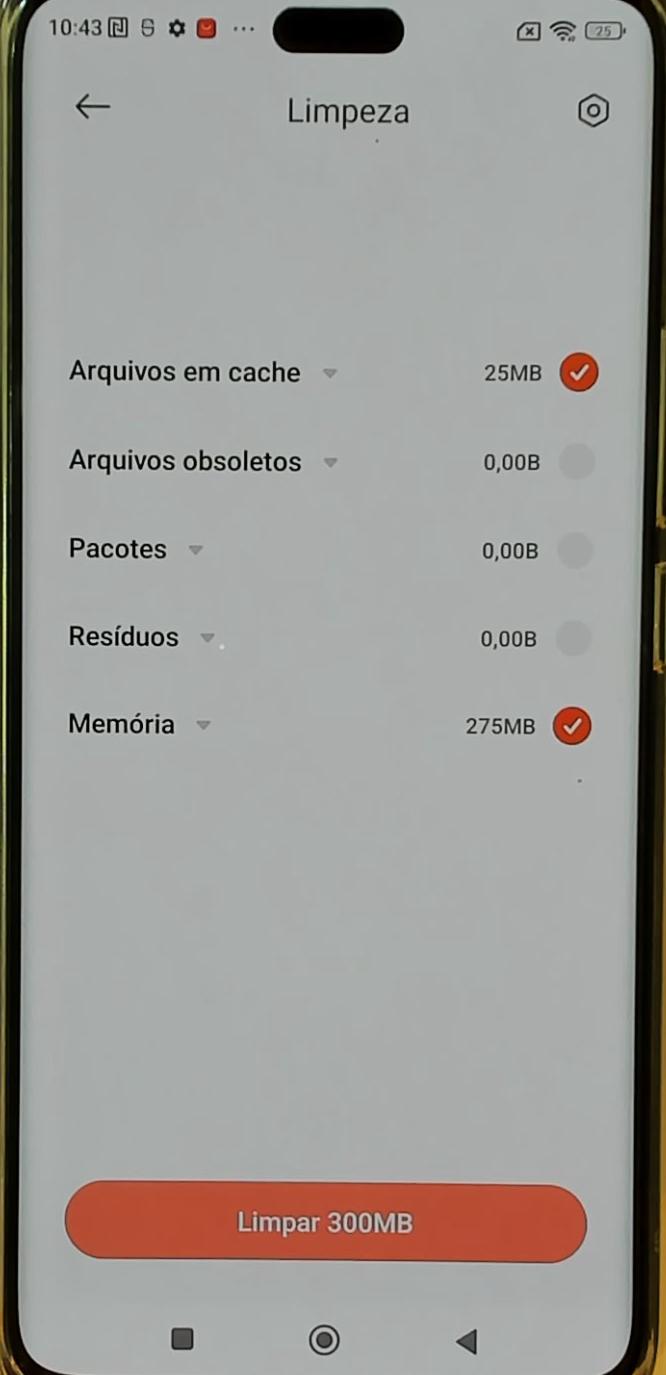 10:43
25
Limpeza
Arquivos em cache 25MB
Arquivos obsoletos 0,00B
Pacotes 0,00B
Resíduos 0,00B
Memória 275MB
Limpar 300MB